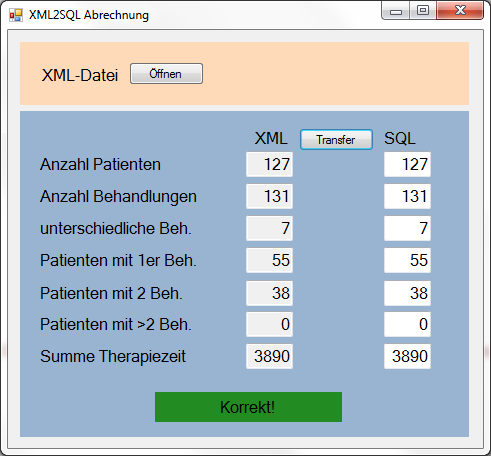 XML2SQL Abrechnung
XML-Datei Öffnen
XML Transfer SQL
Anzahl Patienten 127 127
Anzahl Behandlungen 131 131
unterschiedliche Beh. 7 7
Patienten mit 1er Beh. 55 55
Patienten mit 2 Beh. 38 38
Patienten mit >2 Beh. 0 0
Summe Therapiezeit 3890 3890
Korrekt!